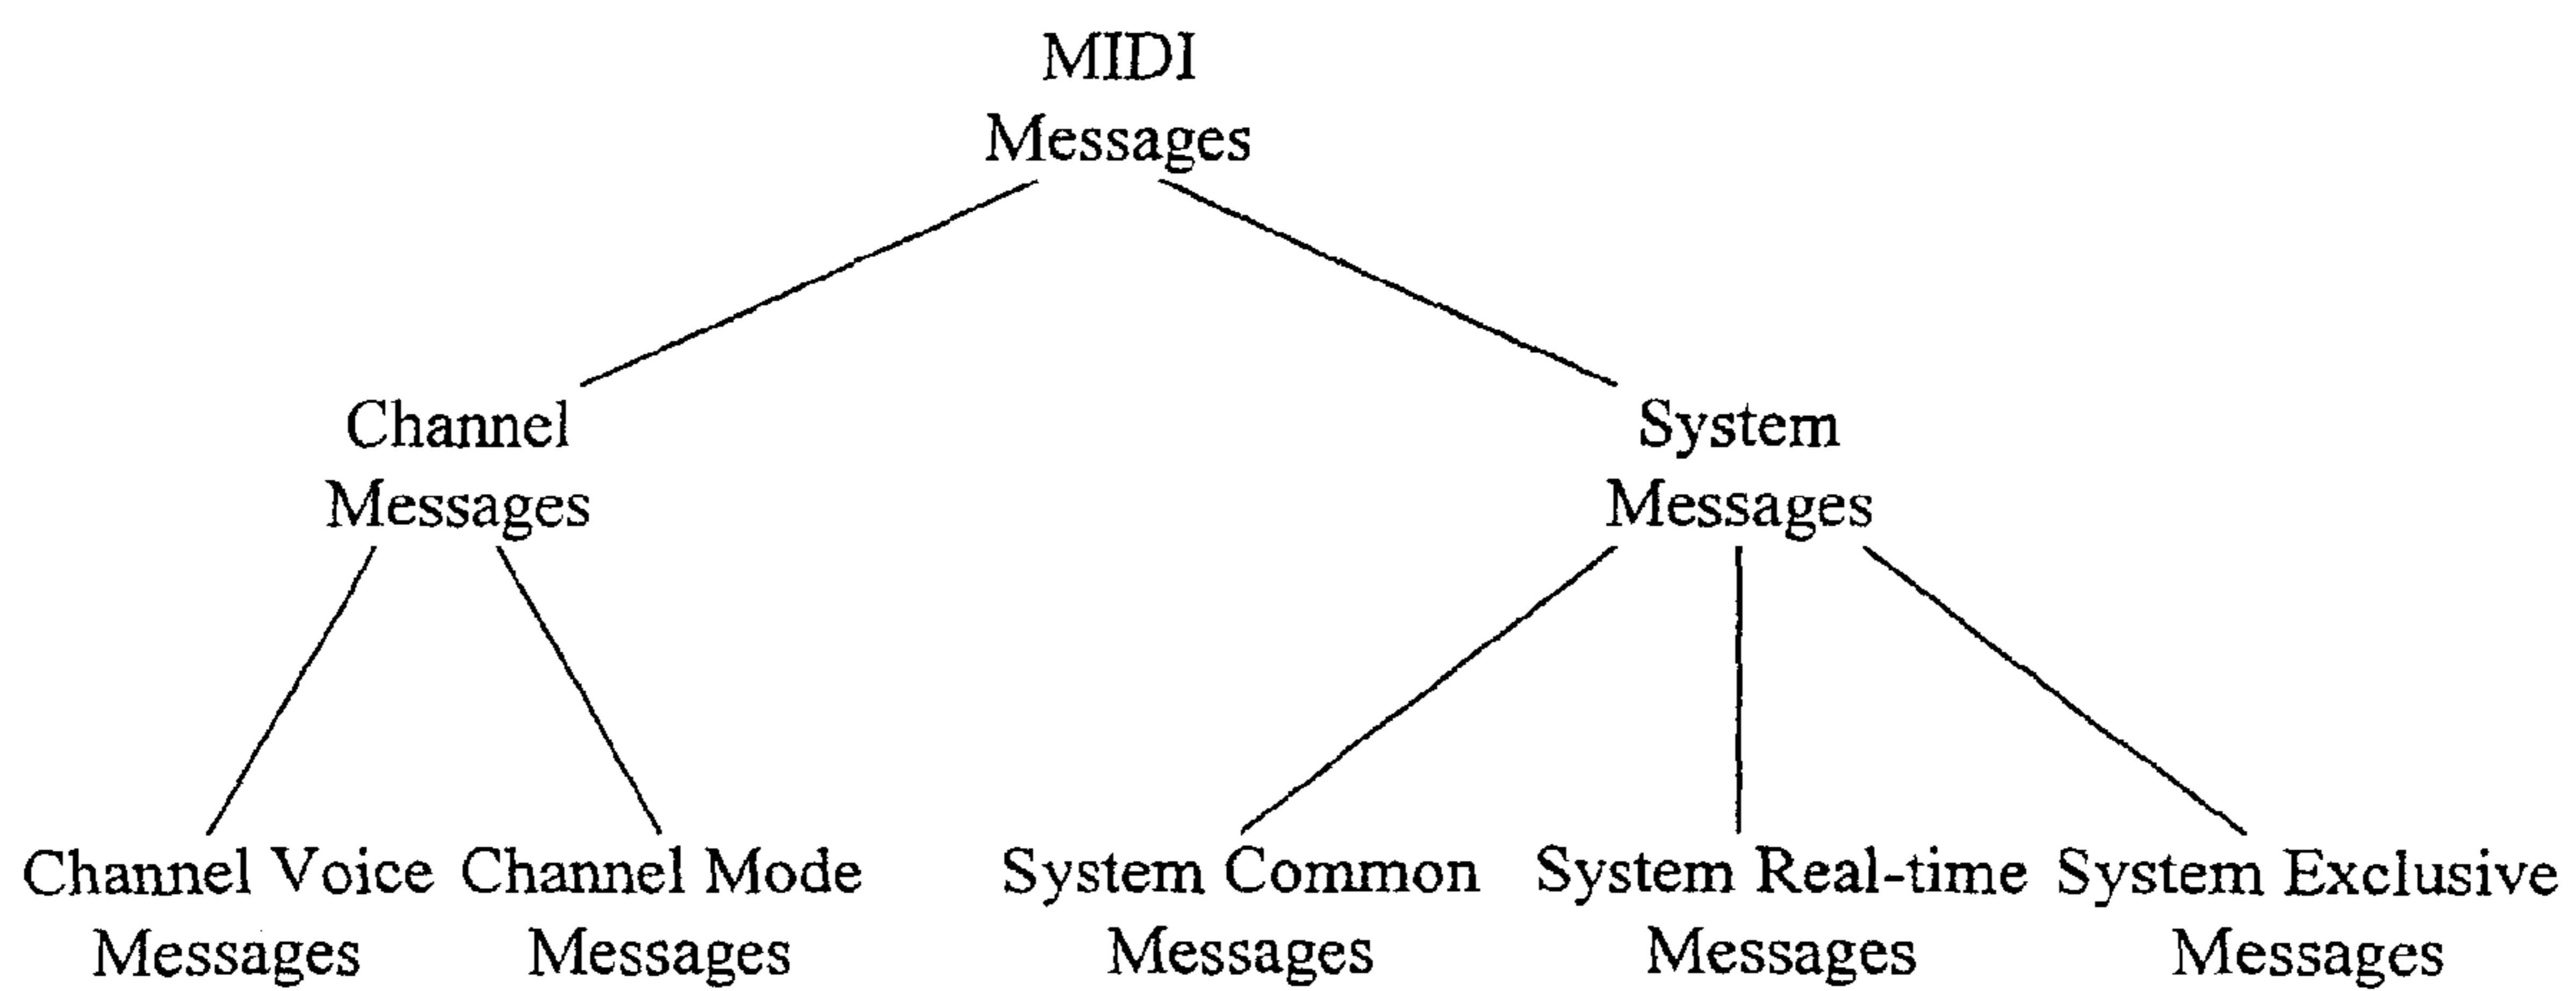 MIDI
Messages
Channel
Messages
System
Messages
Channel Voice
Messages
Channel Mode
Messages
System Common
Messages
System Real-time
Messages
System Exclusive
Messages